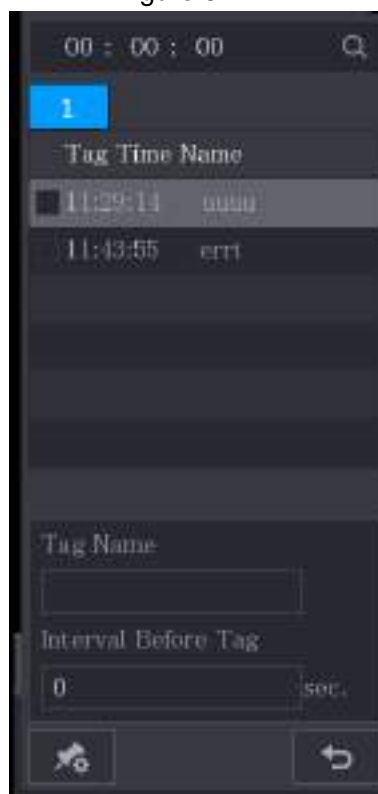 00 : 00 : 00
1
Tag Time Name
11:29:14 uuuu
11:43:55 errt
Tag Name
Interval Before Tag
0 sec.